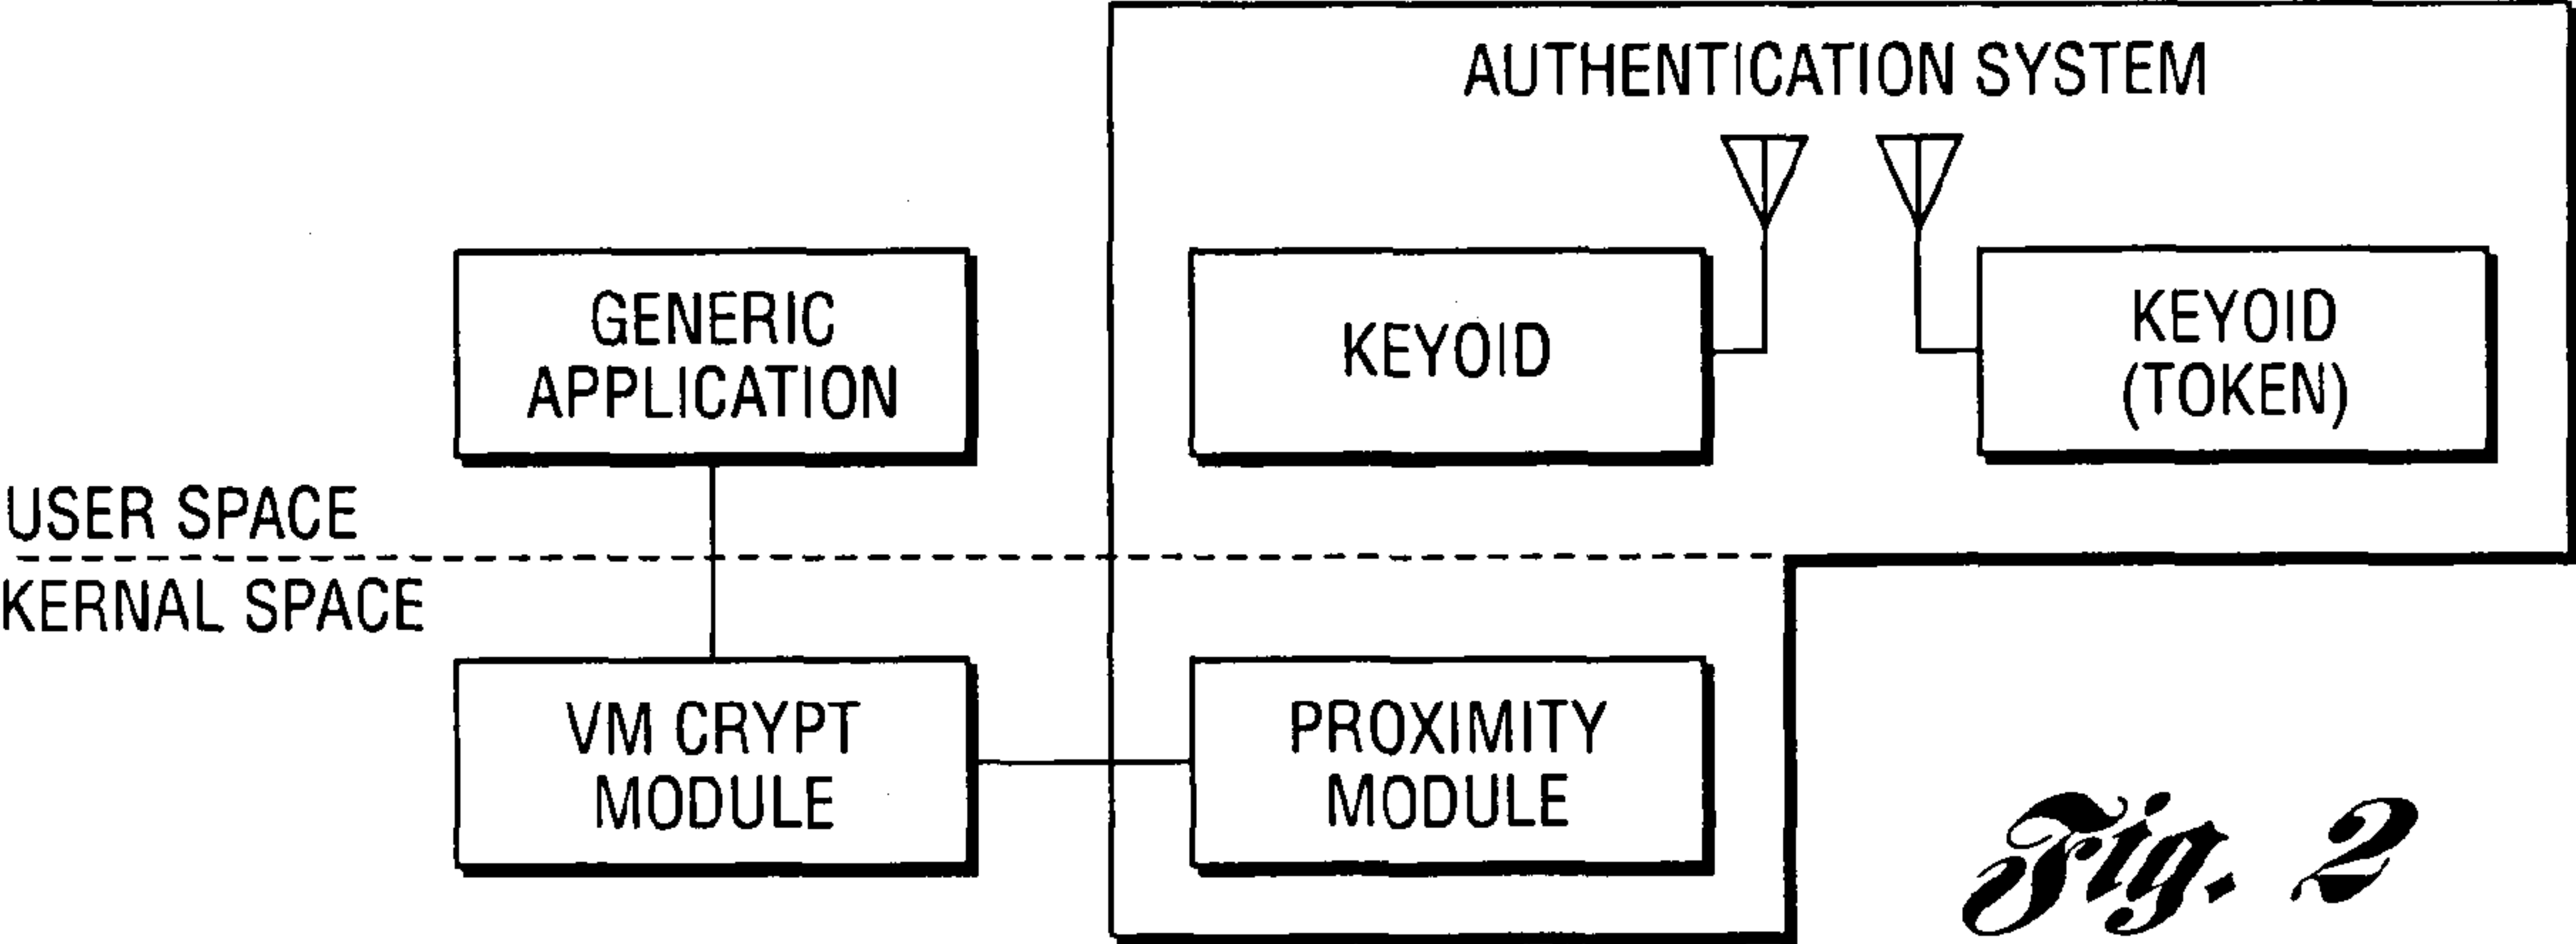 AUTHENTICATION SYSTEM
GENERIC
APPLICATION
KEYOID
KEYOID
(TOKEN)
USER SPACE
KERNAL SPACE
VM CRYPT
MODULE
PROXIMITY
MODULE
Fig. 2